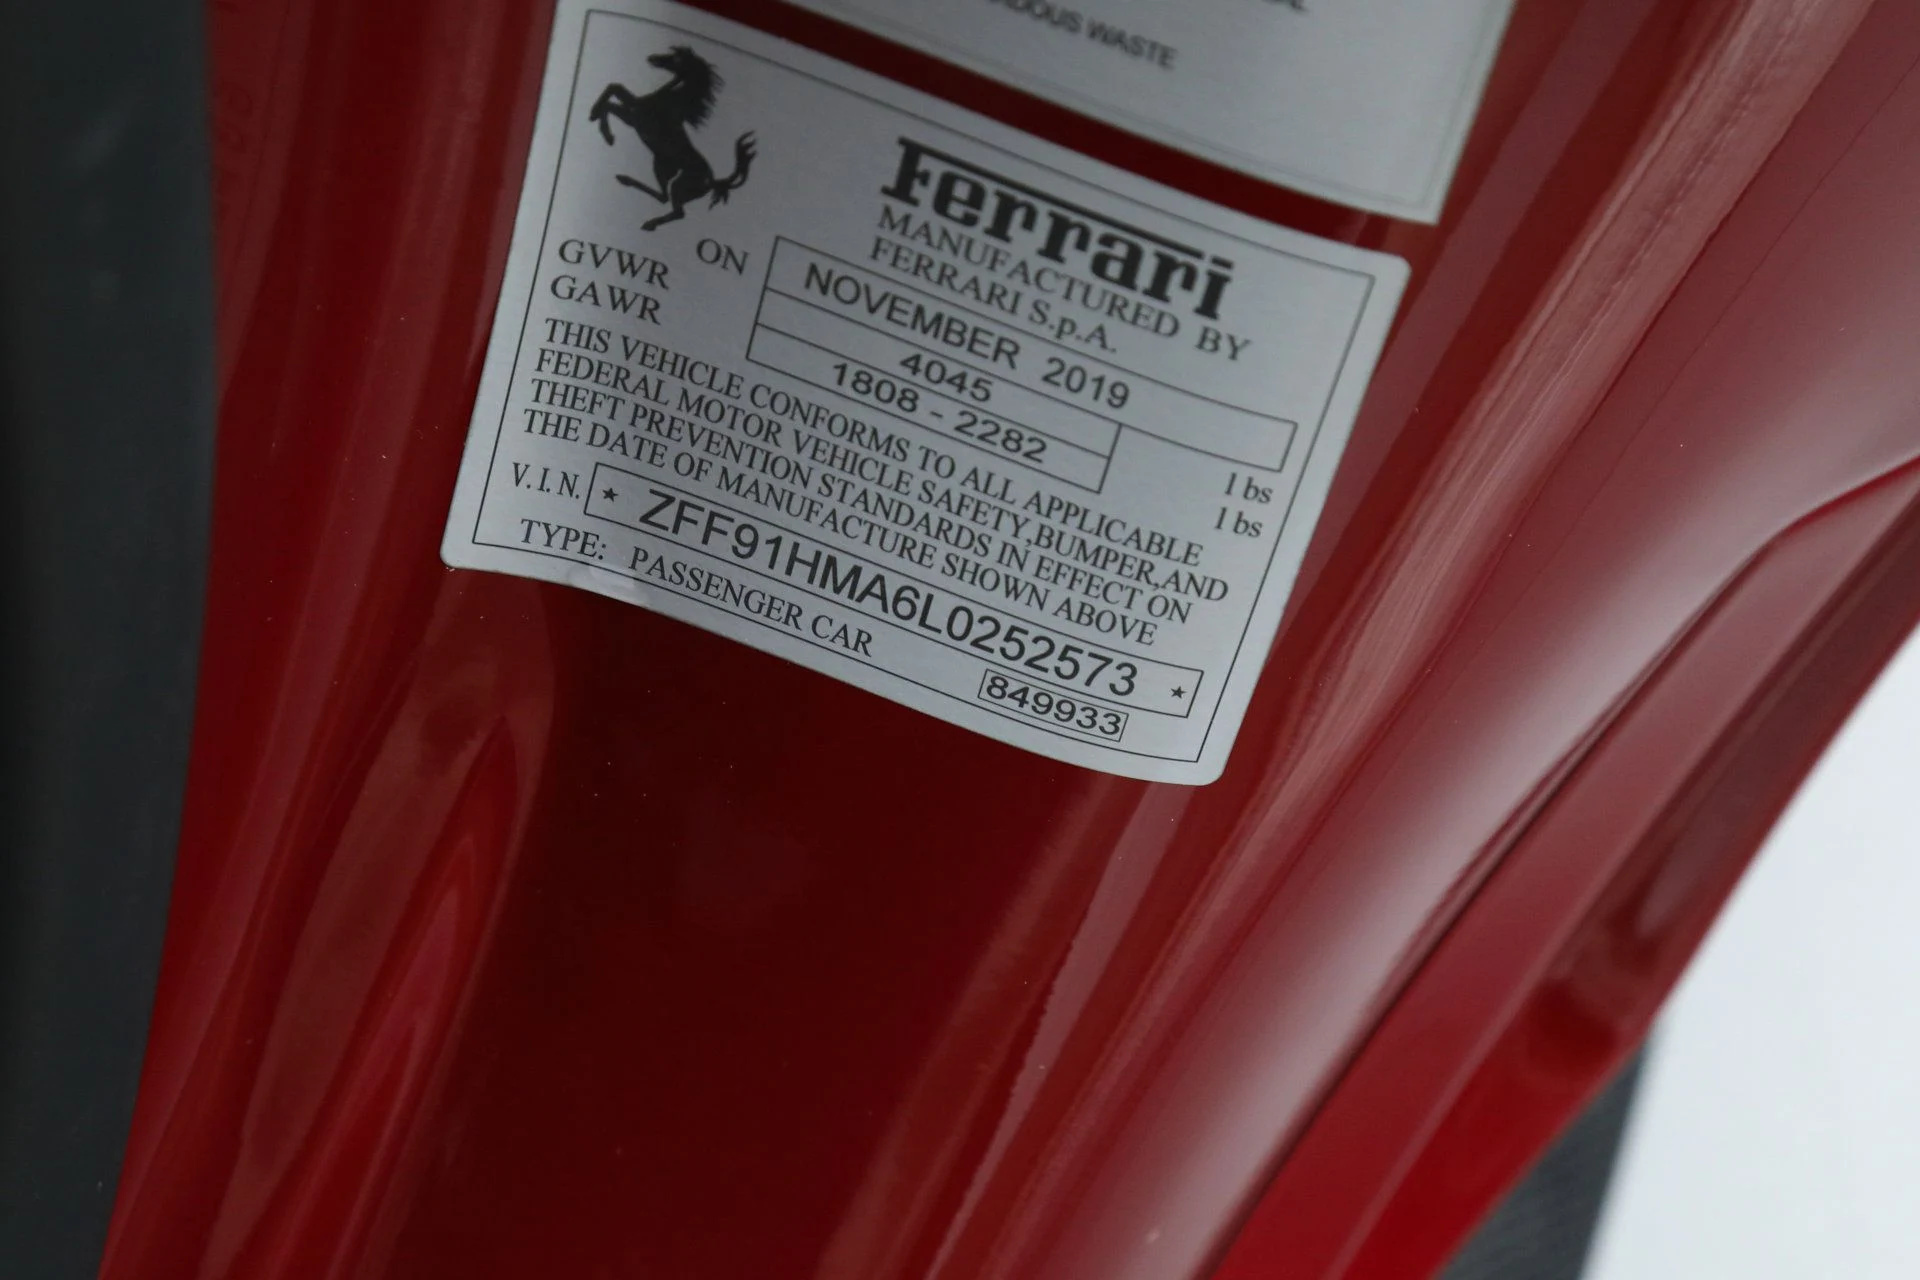 WASTE
Ferrari
MANUFACTURED BY
FERRARI S.p.A.
ON NOVEMBER 2019
GVWR 4045 lbs
GAWR 1808 - 2282 lbs
THIS VEHICLE CONFORMS TO ALL APPLICABLE
FEDERAL MOTOR VEHICLE SAFETY,BUMPER,AND
THEFT PREVENTION STANDARDS IN EFFECT ON
THE DATE OF MANUFACTURE SHOWN ABOVE
V.I.N. ★ ZFF91HMA6L0252573 ★
TYPE: PASSENGER CAR 849933